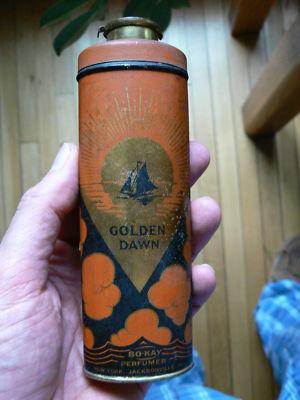 GOLDEN
DAWN
BO-KAY
PERFUMER
NEW YORK, JACKSONVILLE